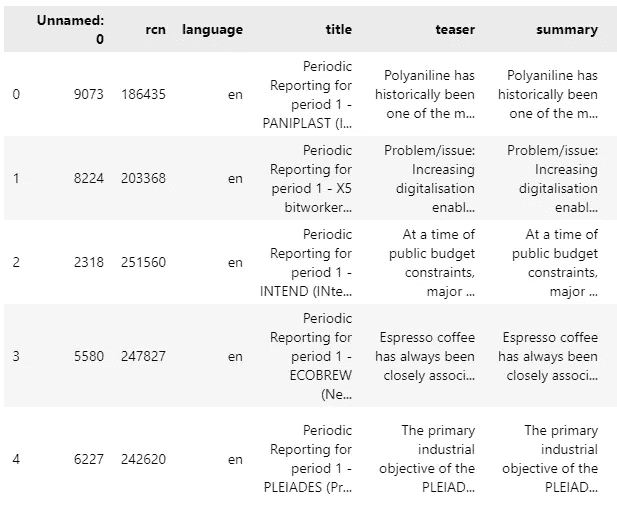 Unnamed: 0 rcn language title teaser summary
0 9073 186435 en Periodic Reporting for period 1 - PANIPLAST (I... Polyaniline has historically been one of the m... Polyaniline has historically been one of the m...
1 8224 203368 en Periodic Reporting for period 1 - X5 bitworker... Problem/issue: Increasing digitalisation enabl... Problem/issue: Increasing digitalisation enabl...
2 2318 251560 en Periodic Reporting for period 1 - INTEND (INte... At a time of public budget constraints, major ... At a time of public budget constraints, major ...
3 5580 247827 en Periodic Reporting for period 1 - ECOBREW (Ne... Espresso coffee has always been closely associ... Espresso coffee has always been closely associ...
4 6227 242620 en Periodic Reporting for period 1 - PLEIADES (Pr... The primary industrial objective of the PLEIAD... The primary industrial objective of the PLEIAD...